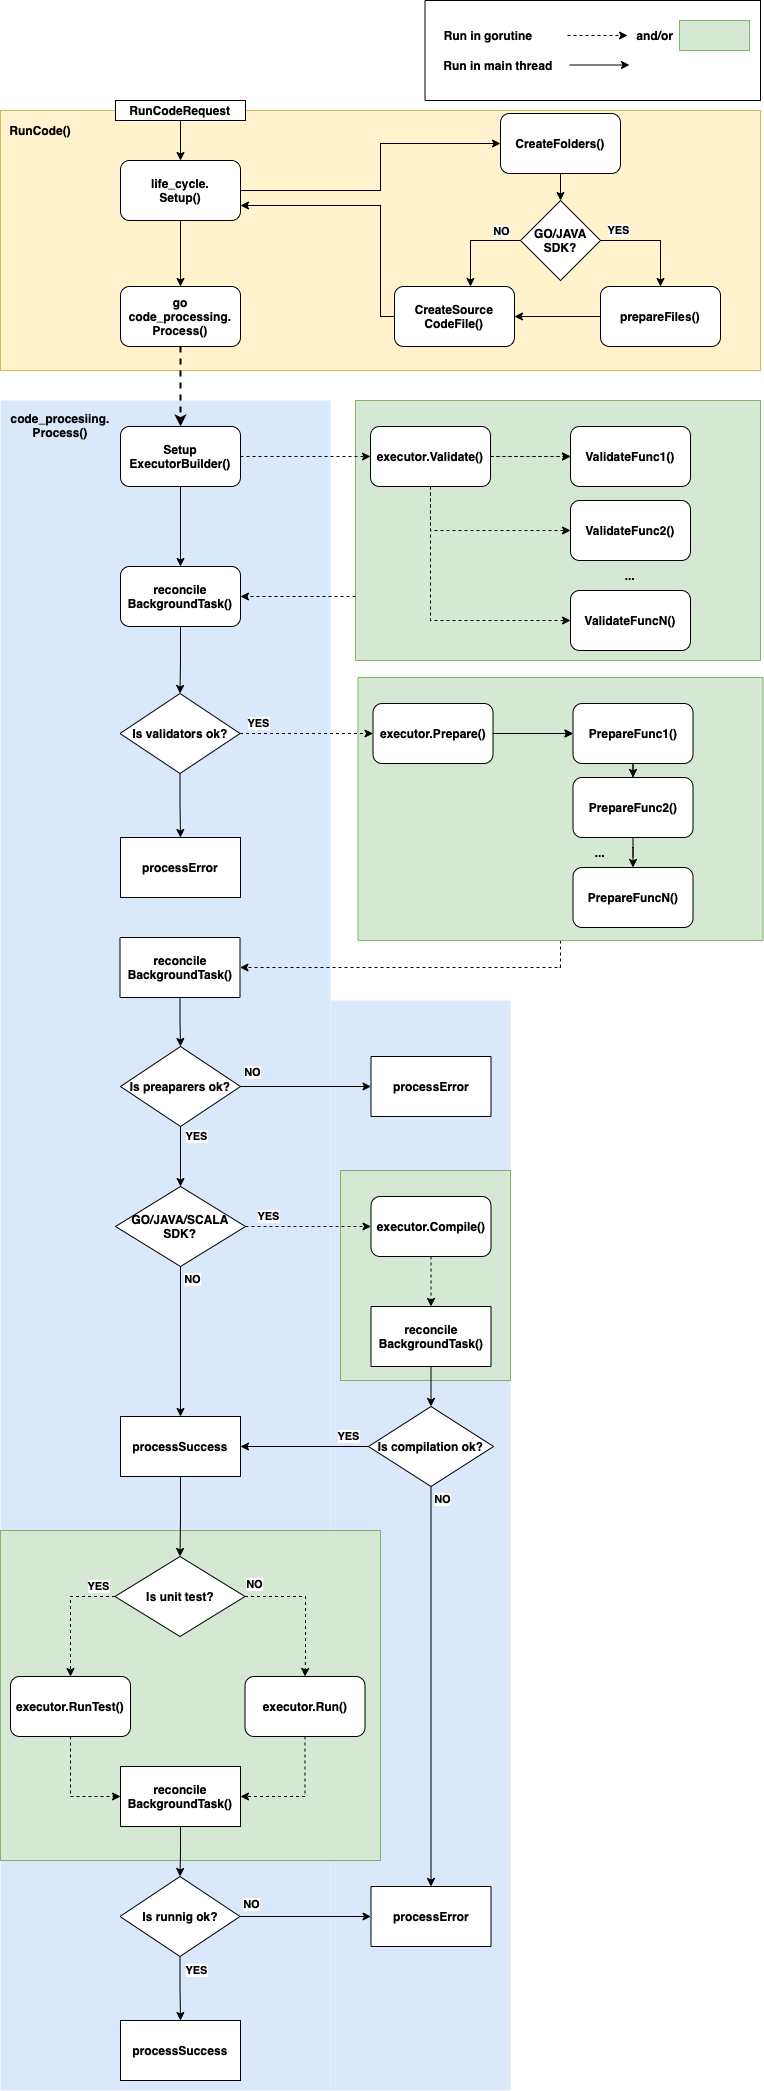 Run in gorutine
and/or
Run in main thread
RunCodeRequest
RunCode()
life_cycle.
Setup()
CreateFolders()
GO/JAVA
SDK?
NO
YES
go
code_processing.
Process()
CreateSource
CodeFile()
prepareFiles()
code_procesiing.
Process()
Setup
ExecutorBuilder()
executor.Validate()
ValidateFunc1()
ValidateFunc2()
...
ValidateFuncN()
reconcile
BackgroundTask()
Is validators ok?
YES
executor.Prepare()
PrepareFunc1()
PrepareFunc2()
...
PrepareFuncN()
processError
reconcile
BackgroundTask()
Is preaparers ok?
NO
processError
YES
GO/JAVA/SCALA
SDK?
YES
executor.Compile()
NO
reconcile
BackgroundTask()
processSuccess
YES
Is compilation ok?
NO
Is unit test?
YES
NO
executor.RunTest()
executor.Run()
reconcile
BackgroundTask()
Is runnig ok?
NO
processError
YES
processSuccess